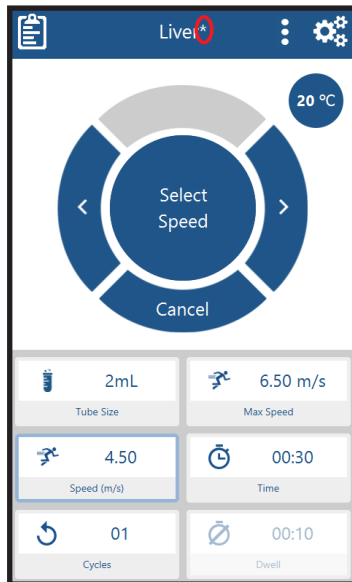 Liver*
20 ºC
Select
Speed
Cancel
2mL
Tube Size
6.50 m/s
Max Speed
4.50
Speed (m/s)
00:30
Time
01
Cycles
00:10
Dwell